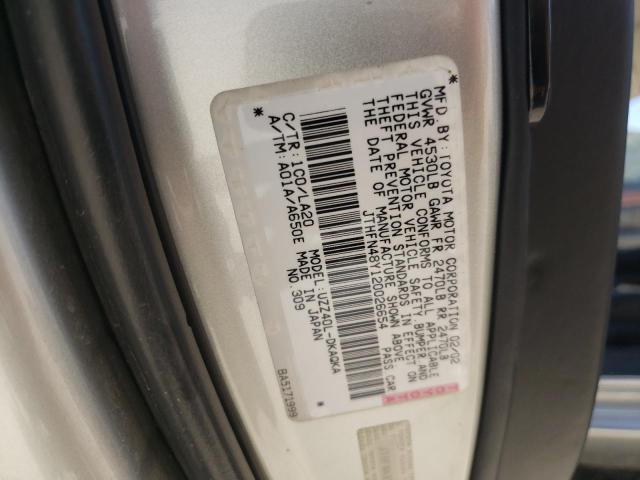 *
MFD. BY: TOYOTA MOTOR CORPORATION 02/02
GVWR 4530LB GAWR FR 2470LB RR 2470LB
THIS VEHICLE CONFORMS TO ALL APPLICABLE
FEDERAL MOTOR VEHICLE SAFETY, BUMPER AND
THEFT PREVENTION STANDARDS IN EFFECT ON
THE DATE OF MANUFACTURE SHOWN ABOVE
JTHFN48Y120026654 PASS CAR
*
C/TR: 1C0/LA20 MODEL: UZZ40L-DKAQKA
A/TM: A01A/A650E MADE IN JAPAN
NO.309
BA5171999
*